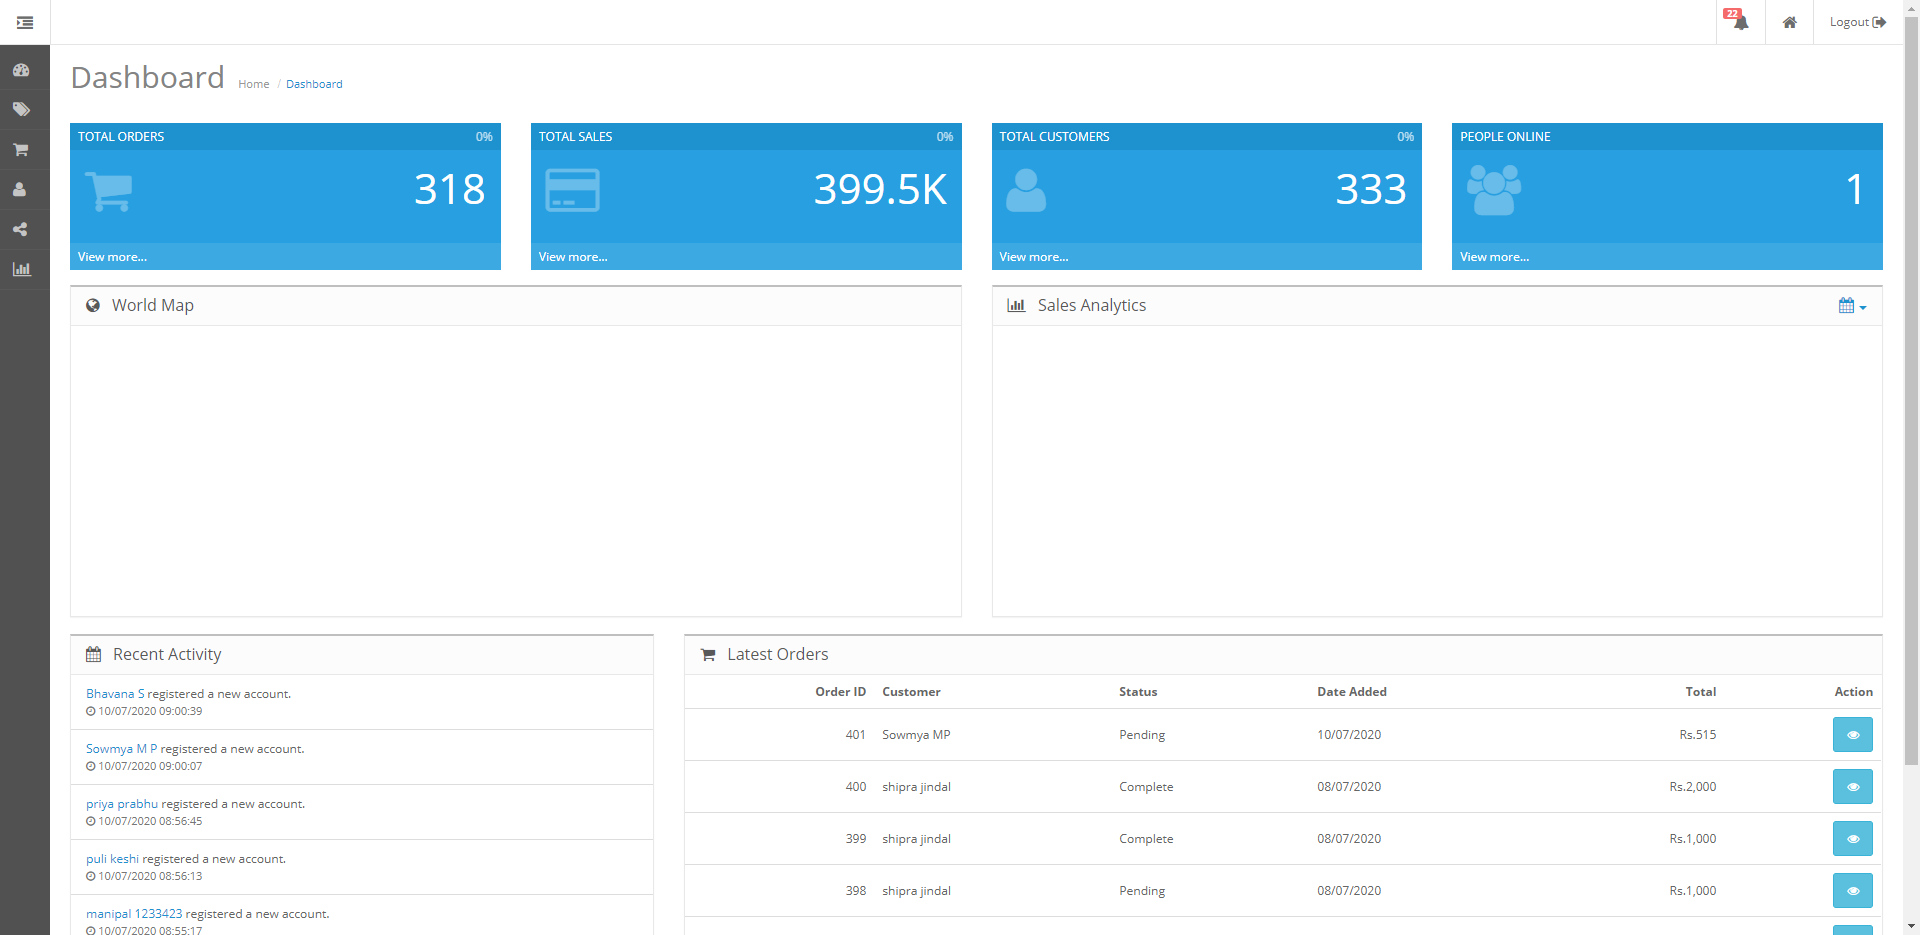 22
Logout
Dashboard Home / Dashboard
TOTAL ORDERS 0%
318
View more...
TOTAL SALES 0%
399.5K
View more...
TOTAL CUSTOMERS 0%
333
View more...
PEOPLE ONLINE
1
View more...
World Map
Sales Analytics
Recent Activity
Bhavana S registered a new account.
10/07/2020 09:00:39
Sowmya M P registered a new account.
10/07/2020 09:00:07
priya prabhu registered a new account.
10/07/2020 08:56:45
puli keshi registered a new account.
10/07/2020 08:56:13
manipal 1233423 registered a new account.
10/07/2020 08:55:17
Latest Orders
Order ID Customer Status Date Added Total Action
401 Sowmya MP Pending 10/07/2020 Rs.515
400 shipra jindal Complete 08/07/2020 Rs.2,000
399 shipra jindal Complete 08/07/2020 Rs.1,000
398 shipra jindal Pending 08/07/2020 Rs.1,000